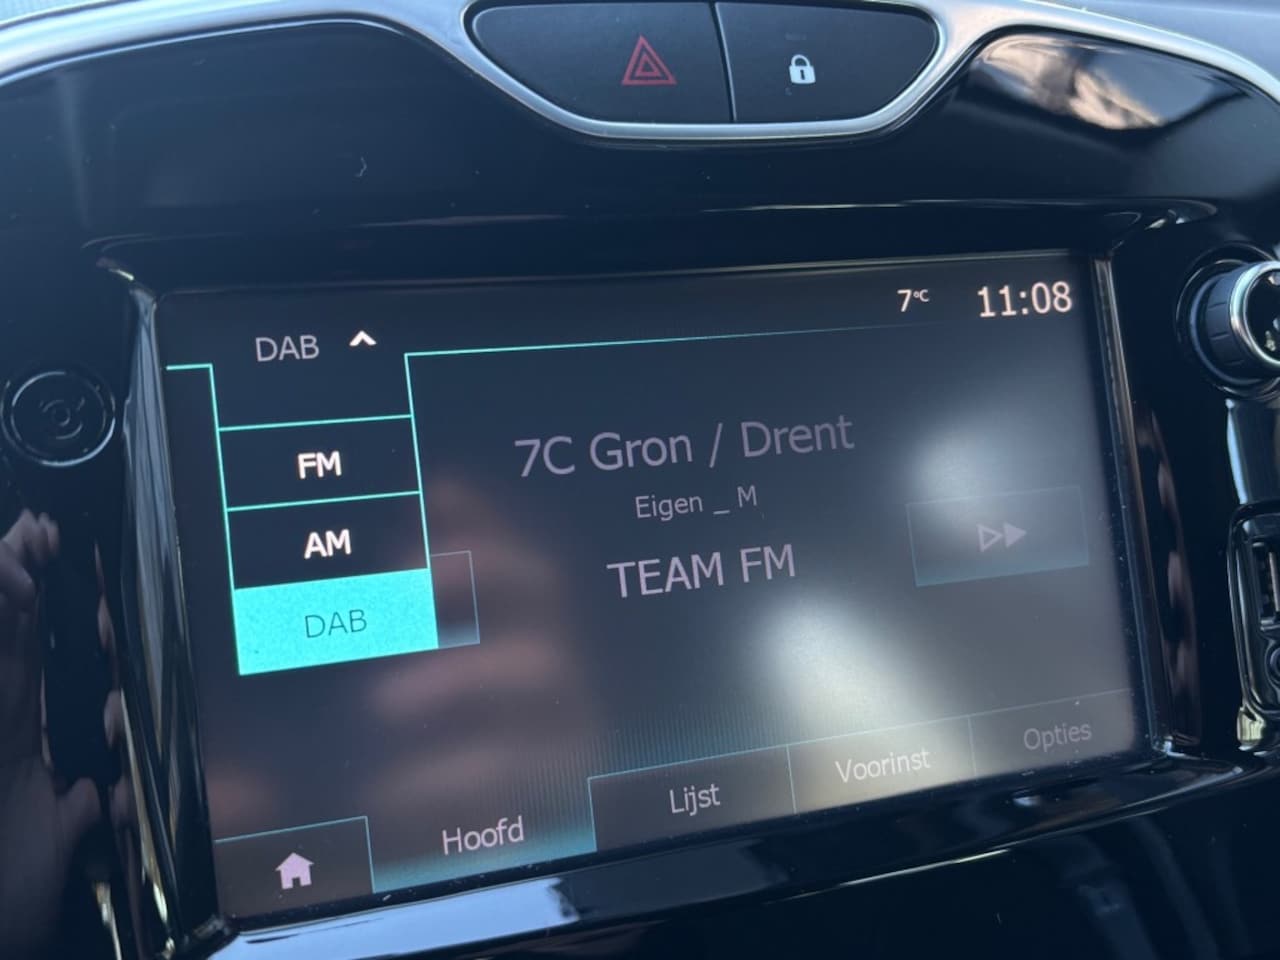 7°C 11:08
DAB
FM
AM
DAB
7C Gron / Drent
Eigen _ M
TEAM FM
Hoofd
Lijst
Voorinst
Opties